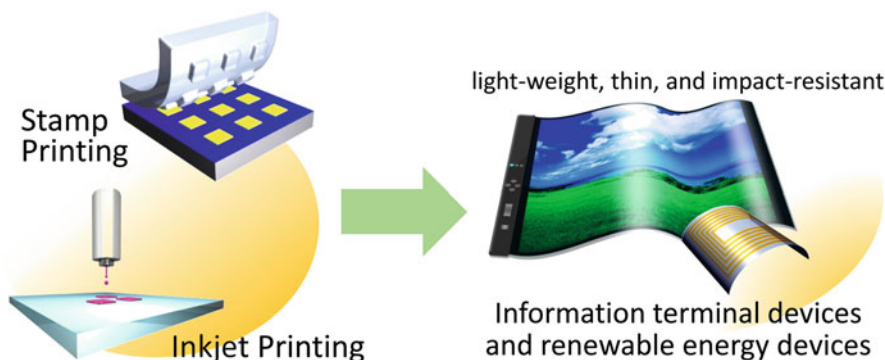 Stamp
Printing
Inkjet Printing
light-weight, thin, and impact-resistant
Information terminal devices
and renewable energy devices